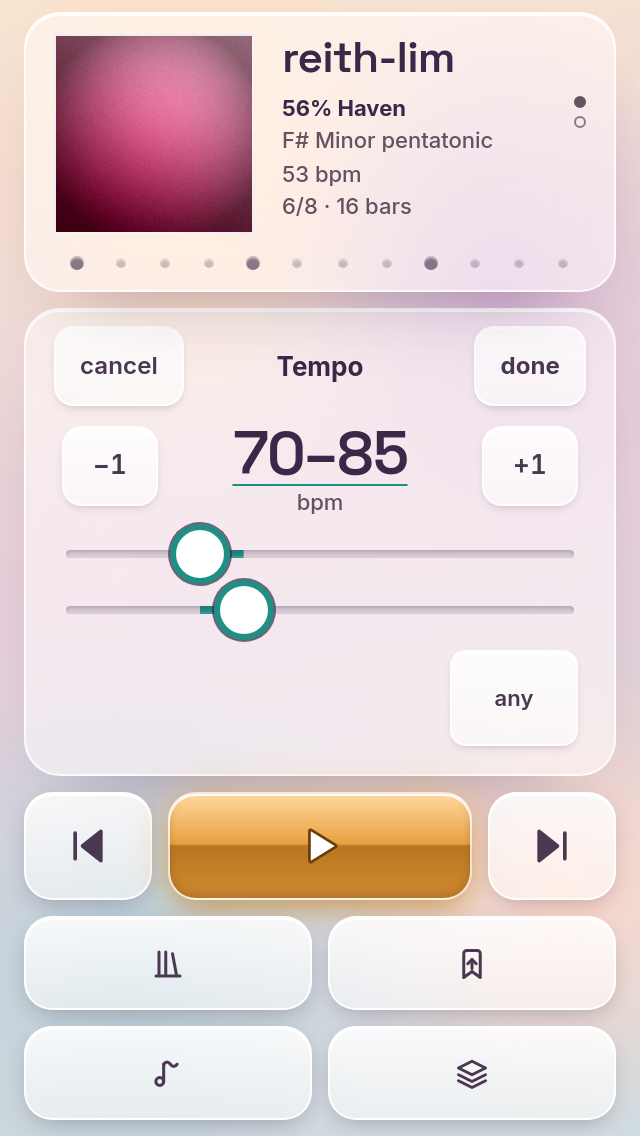 reith-lim
56% Haven
F# Minor pentatonic
53 bpm
6/8 · 16 bars
cancel
Tempo
done
−1
70–85
+1
bpm
any